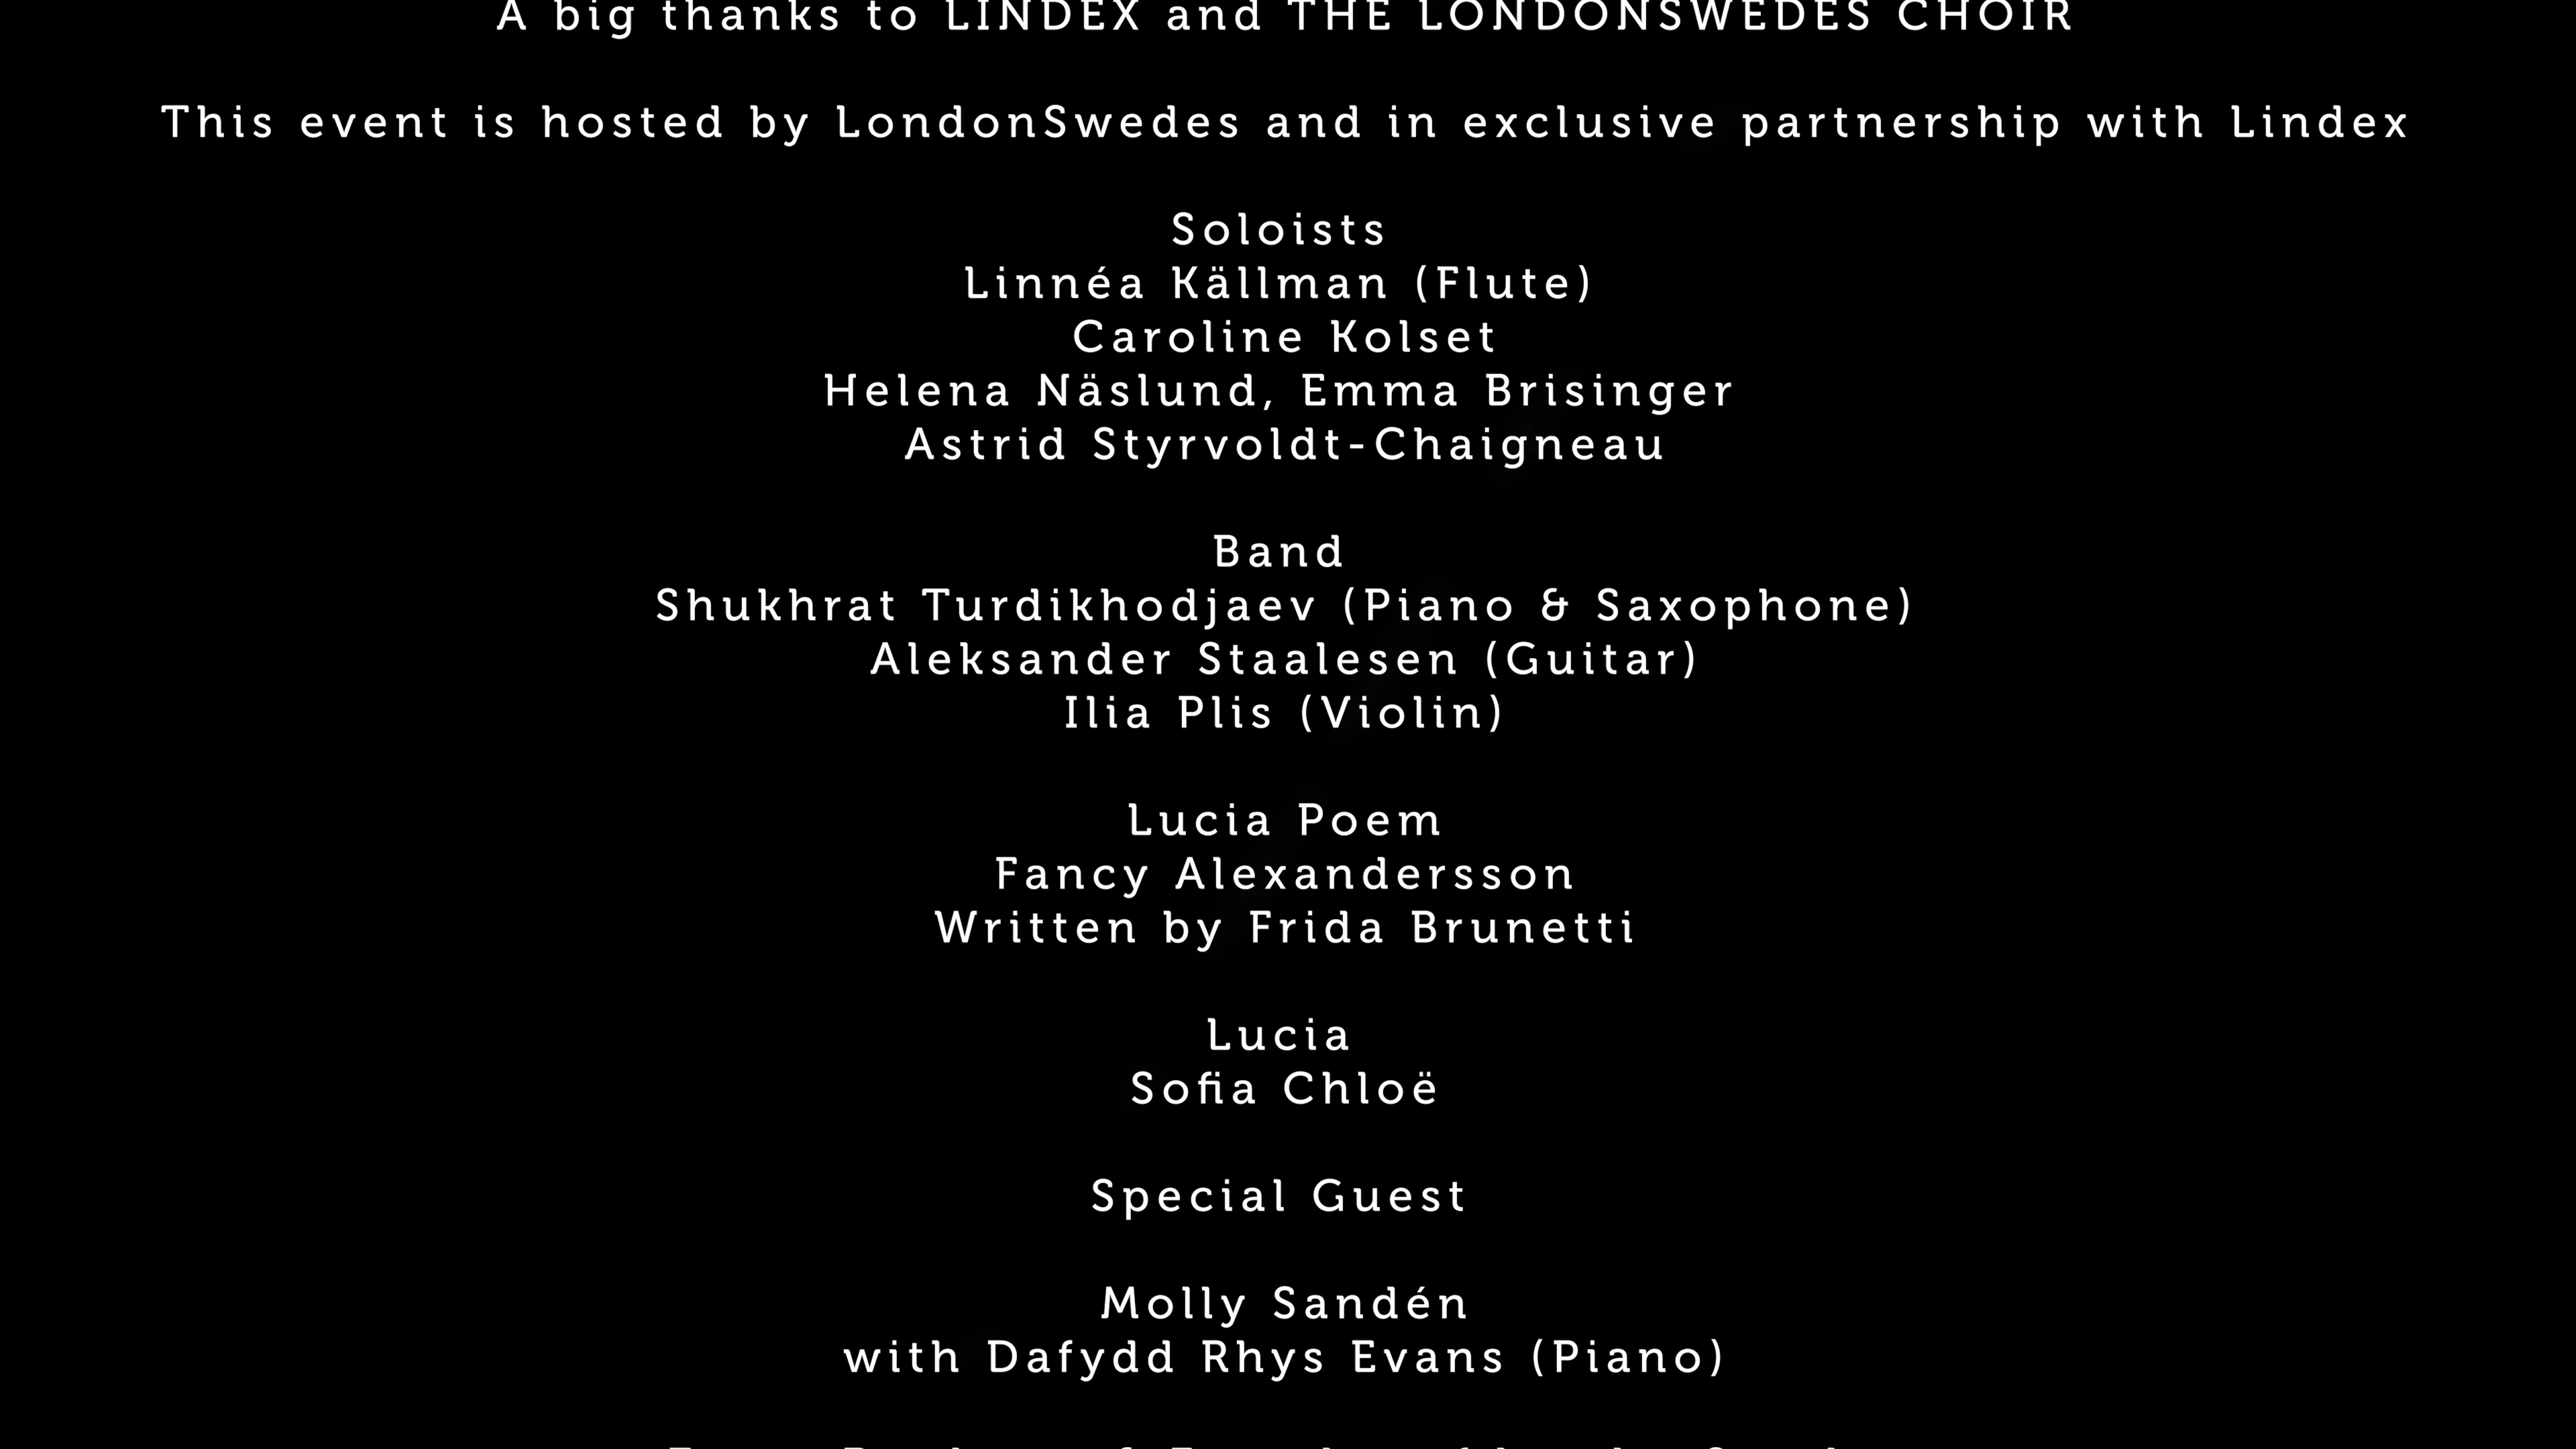 A big thanks to LINDEX and THE LONDONSWEDES CHOIR
This event is hosted by LondonSwedes and in exclusive partnership with Lindex
Soloists
Linnéa Källman (Flute)
Caroline Kolset
Helena Näslund, Emma Brisinger
Astrid Styrvoldt-Chaigneau
Band
Shukhrat Turdikhodjaev (Piano & Saxophone)
Aleksander Staalesen (Guitar)
Ilia Plis (Violin)
Lucia Poem
Fancy Alexandersson
Written by Frida Brunetti
Lucia
Sofia Chloë
Special Guest
Molly Sandén
with Dafydd Rhys Evans (Piano)